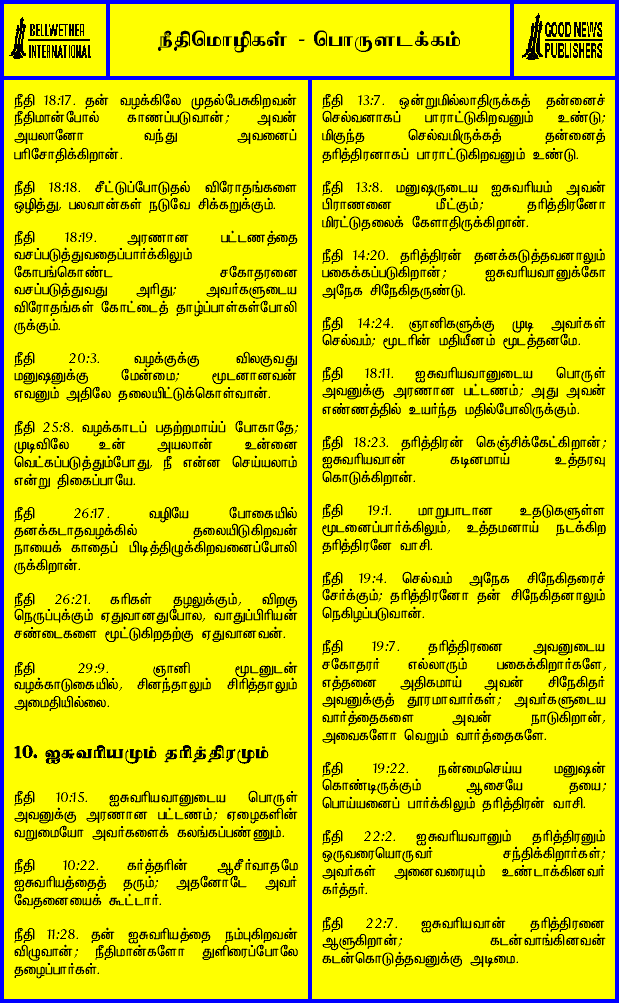 BELLWETHER
INTERNATIONAL
நீதிமொழிகள் - பொருளடக்கம்
GOOD NEWS
PUBLISHERS
நீதி 18:17. தன் வழக்கிலே முதல்பேசுகிறவன்
நீதிமான்போல் காணப்படுவான்; அவன்
அயலானோ வந்து அவனைப்
பரிசோதிக்கிறான்.
நீதி 18:18. சீட்டுப்போடுதல் விரோதங்களை
ஒழித்து, பலவான்கள் நடுவே சிக்கறுக்கும்.
நீதி 18:19. அரணான பட்டணத்தை
வசப்படுத்துவதைப்பார்க்கிலும்
கோபங்கொண்ட சகோதரனை
வசப்படுத்துவது அரிது; அவர்களுடைய
விரோதங்கள் கோட்டைத் தாழ்ப்பாள்கள்போலி
ருக்கும்.
நீதி 20:3. வழக்குக்கு விலகுவது
மனுஷனுக்கு மேன்மை; மூடனானவன்
எவனும் அதிலே தலையிட்டுக்கொள்வான்.
நீதி 25:8. வழக்காடப் பதற்றமாய்ப் போகாதே;
முடிவிலே உன் அயலான் உன்னை
வெட்கப்படுத்தும்போது, நீ என்ன செய்யலாம்
என்று திகைப்பாயே.
நீதி 26:17. வழியே போகையில்
தனக்கடாதவழக்கில் தலையிடுகிறவன்
நாயைக் காதைப் பிடித்திழுக்கிறவனைப்போலி
ருக்கிறான்.
நீதி 26:21. கரிகள் தழலுக்கும், விறகு
நெருப்புக்கும் ஏதுவானதுபோல, வாதுப்பிரியன்
சண்டைகளை மூட்டுகிறதற்கு ஏதுவானவன்.
நீதி 29:9. ஞானி மூடனுடன்
வழக்காடுகையில், சினந்தாலும் சிரித்தாலும்
அமைதியில்லை.
10. ஐசுவரியமும் தரித்திரமும்
நீதி 10:15. ஐசுவரியவானுடைய பொருள்
அவனுக்கு அரணான பட்டணம்; ஏழைகளின்
வறுமையோ அவர்களைக் கலங்கப்பண்ணும்.
நீதி 10:22. கர்த்தரின் ஆசீர்வாதமே
ஐசுவரியத்தைத் தரும்; அதனோடே அவர்
வேதனையைக் கூட்டார்.
நீதி 11:28. தன் ஐசுவரியத்தை நம்புகிறவன்
விழுவான்; நீதிமான்களோ துளிரைப்போலே
தழைப்பார்கள்.
நீதி 13:7. ஒன்றுமில்லாதிருக்கத் தன்னைச்
செல்வனாகப் பாராட்டுகிறவனும் உண்டு;
மிகுந்த செல்வமிருக்கத் தன்னைத்
தரித்திரனாகப் பாராட்டுகிறவனும் உண்டு.
நீதி 13:8. மனுஷருடைய ஐசுவரியம் அவன்
பிராணனை மீட்கும்; தரித்திரனோ
மிரட்டுதலைக் கேளாதிருக்கிறான்.
நீதி 14:20. தரித்திரன் தனக்கடுத்தவனாலும்
பகைக்கப்படுகிறான்; ஐசுவரியவானுக்கோ
அநேக சிநேகிதருண்டு.
நீதி 14:24. ஞானிகளுக்கு முடி அவர்கள்
செல்வம்; மூடரின் மதியீனம் மூடத்தனமே.
நீதி 18:11. ஐசுவரியவானுடைய பொருள்
அவனுக்கு அரணான பட்டணம்; அது அவன்
எண்ணத்தில் உயர்ந்த மதில்போலிருக்கும்.
நீதி 18:23. தரித்திரன் கெஞ்சிக்கேட்கிறான்;
ஐசுவரியவான் கடினமாய் உத்தரவு
கொடுக்கிறான்.
நீதி 19:1. மாறுபாடான உதடுகளுள்ள
மூடனைப்பார்க்கிலும், உத்தமனாய் நடக்கிற
தரித்திரனே வாசி.
நீதி 19:4. செல்வம் அநேக சிநேகிதரைச்
சேர்க்கும்; தரித்திரனோ தன் சிநேகிதனாலும்
நெகிழப்படுவான்.
நீதி 19:7. தரித்திரனை அவனுடைய
சகோதரர் எல்லாரும் பகைக்கிறார்களே,
எத்தனை அதிகமாய் அவன் சிநேகிதர்
அவனுக்குத் தூரமாவார்கள்; அவர்களுடைய
வார்த்தைகளை அவன் நாடுகிறான்,
அவைகளோ வெறும் வார்த்தைகளே.
நீதி 19:22. நன்மைசெய்ய மனுஷன்
கொண்டிருக்கும் ஆசையே தயை;
பொய்யனைப் பார்க்கிலும் தரித்திரன் வாசி.
நீதி 22:2. ஐசுவரியவானும் தரித்திரனும்
ஒருவரையொருவர் சந்திக்கிறார்கள்;
அவர்கள் அனைவரையும் உண்டாக்கினவர்
கர்த்தர்.
நீதி 22:7. ஐசுவரியவான் தரித்திரனை
ஆளுகிறான்; கடன்வாங்கினவன்
கடன்கொடுத்தவனுக்கு அடிமை.